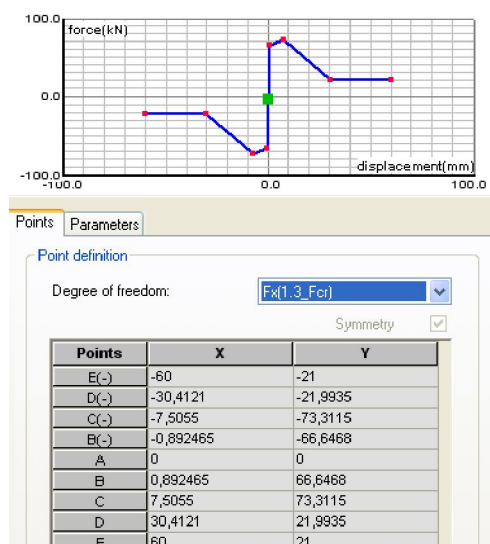 100.0
force(kN)
0.0
displacement(mm)
-100.0
-100.0 0.0 100.0
Points Parameters
Point definition
Degree of freedom: Fx(1.3_Fcr)
Symmetry
Points X Y
E(-) -60 -21
D(-) -30,4121 -21,9935
C(-) -7,5055 -73,3115
B(-) -0,892465 -66,6468
A 0 0
B 0,892465 66,6468
C 7,5055 73,3115
D 30,4121 21,9935
E 60 21